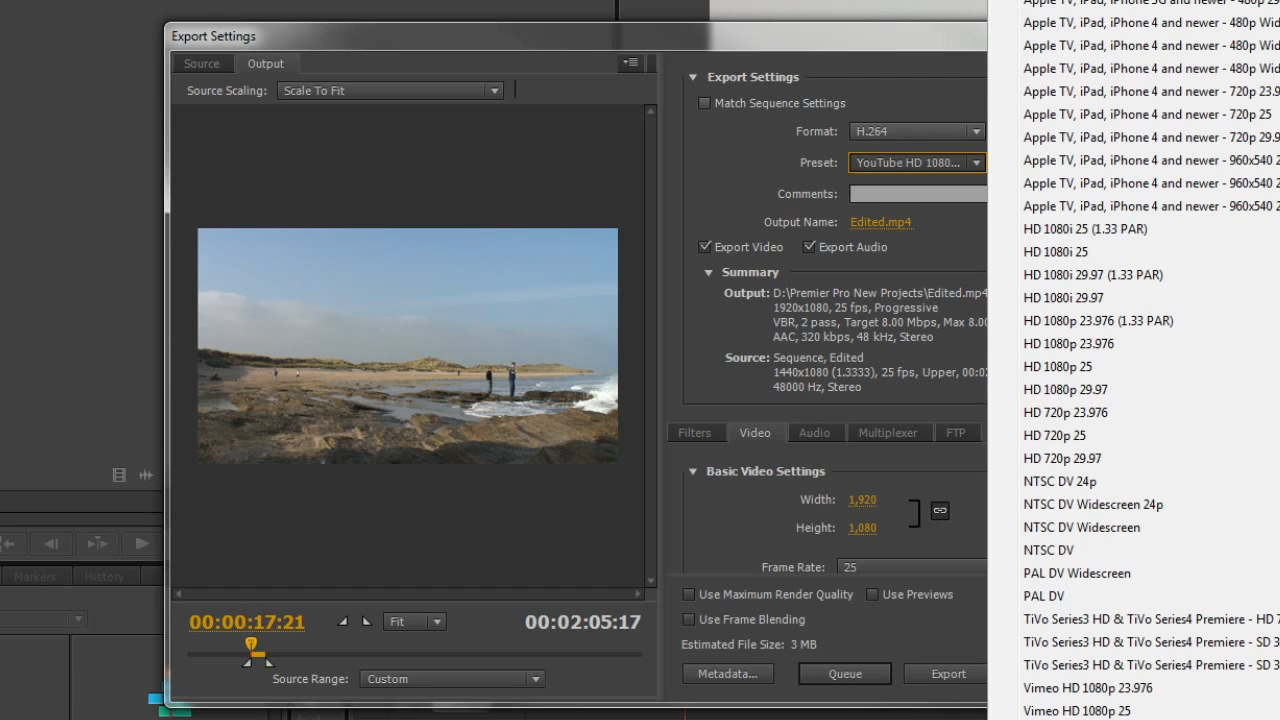 Export Settings
Source
Output
Source Scaling:
Scale To Fit
00:00:17:21
Fit
00:02:05:17
Source Range:
Custom
Markers
History
Export Settings
Match Sequence Settings
Format:
H.264
Preset:
YouTube HD 1080...
Comments:
Output Name:
Edited.mp4
Export Video
Export Audio
Summary
Output: D:\Premier Pro New Projects\Edited.mp4
1920x1080, 25 fps, Progressive
VBR, 2 pass, Target 8.00 Mbps, Max 8.00
AAC, 320 kbps, 48 kHz, Stereo
Source: Sequence, Edited
1440x1080 (1.3333), 25 fps, Upper, 00:0
48000 Hz, Stereo
Filters
Video
Audio
Multiplexer
FTP
Basic Video Settings
Width:
1,920
Height:
1,080
Frame Rate:
25
Use Maximum Render Quality
Use Previews
Use Frame Blending
Estimated File Size: 3 MB
Metadata...
Queue
Export
Apple TV, iPad, iPhone 4 and newer - 480p Wid
Apple TV, iPad, iPhone 4 and newer - 480p Wid
Apple TV, iPad, iPhone 4 and newer - 480p Wid
Apple TV, iPad, iPhone 4 and newer - 720p 23.9
Apple TV, iPad, iPhone 4 and newer - 720p 25
Apple TV, iPad, iPhone 4 and newer - 720p 29.9
Apple TV, iPad, iPhone 4 and newer - 960x540 2
Apple TV, iPad, iPhone 4 and newer - 960x540 2
Apple TV, iPad, iPhone 4 and newer - 960x540 2
HD 1080i 25 (1.33 PAR)
HD 1080i 25
HD 1080i 29.97 (1.33 PAR)
HD 1080i 29.97
HD 1080p 23.976 (1.33 PAR)
HD 1080p 23.976
HD 1080p 25
HD 1080p 29.97
HD 720p 23.976
HD 720p 25
HD 720p 29.97
NTSC DV 24p
NTSC DV Widescreen 24p
NTSC DV Widescreen
NTSC DV
PAL DV Widescreen
PAL DV
TiVo Series3 HD & TiVo Series4 Premiere - HD 7
TiVo Series3 HD & TiVo Series4 Premiere - SD 3
TiVo Series3 HD & TiVo Series4 Premiere - SD 3
Vimeo HD 1080p 23.976
Vimeo HD 1080p 25